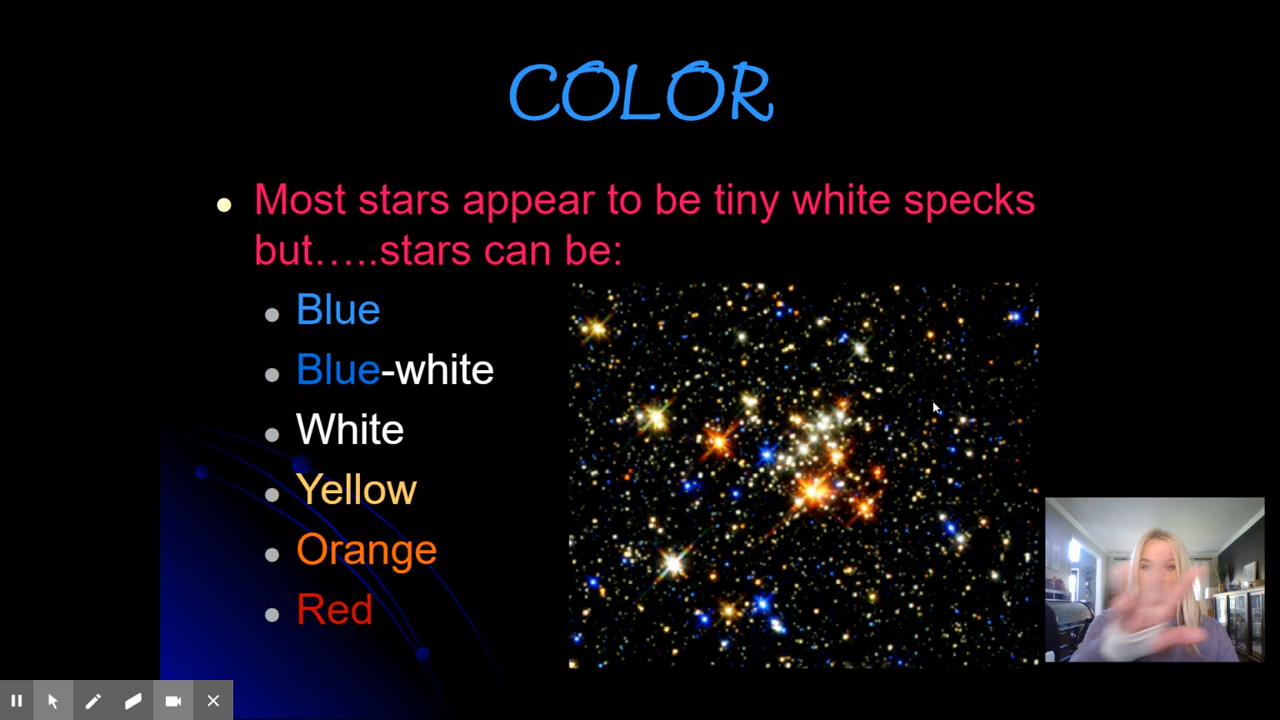 COLOR
Most stars appear to be tiny white specks
but…..stars can be:
Blue
Blue-white
White
Yellow
Orange
Red